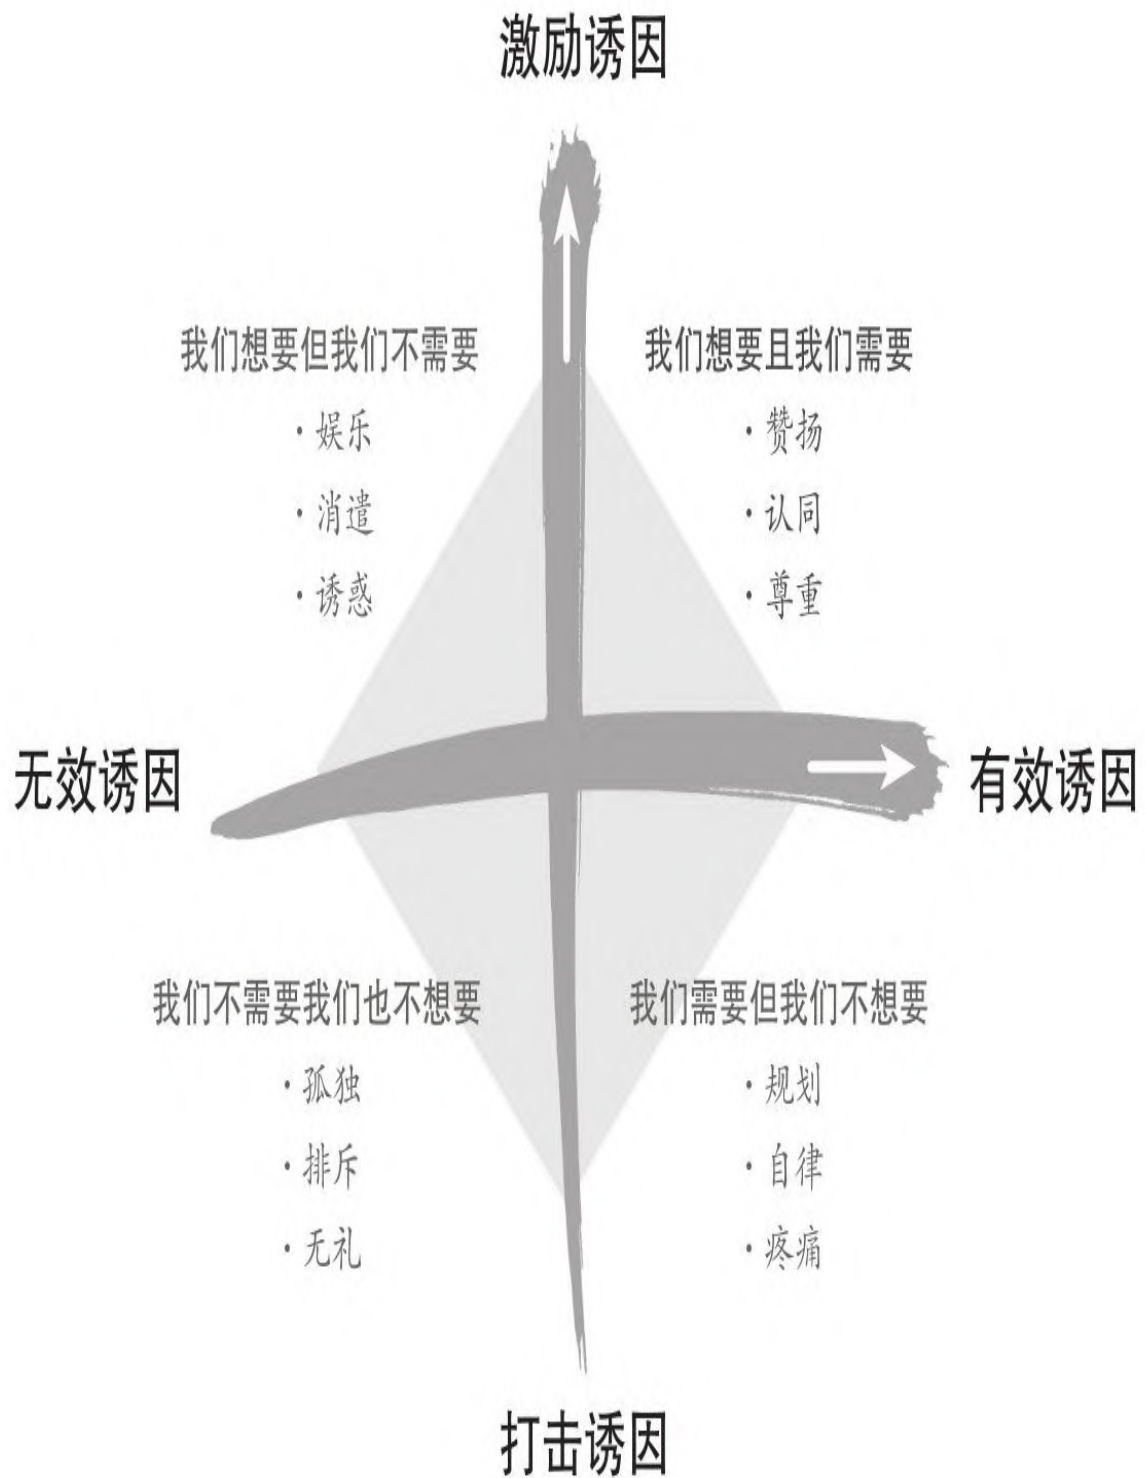 激励诱因
我们想要但我们不需要
·娱乐
·消遣
·诱惑
我们想要且我们需要
·赞扬
·认同
·尊重
无效诱因
有效诱因
我们不需要我们也不想要
·孤独
·排斥
·无礼
我们需要但我们不想要
·规划
·自律
·疼痛
打击诱因